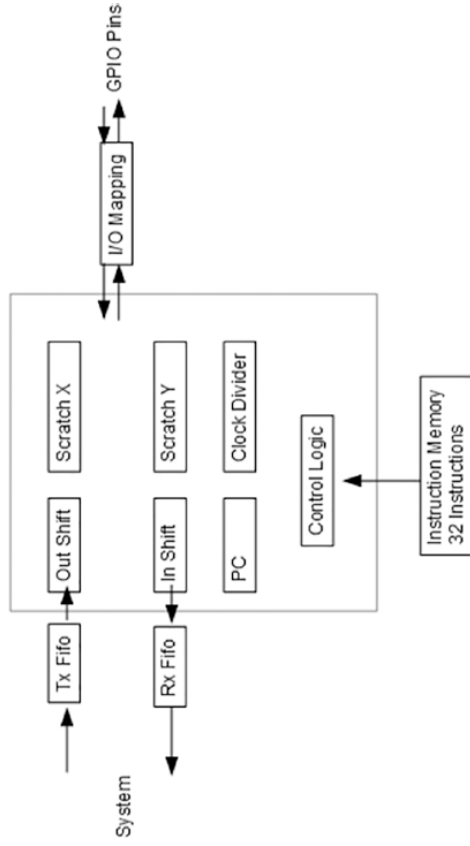 System
Tx Fifo
Rx Fifo
Out Shift
Scratch X
In Shift
Scratch Y
PC
Clock Divider
Control Logic
I/O Mapping
GPIO Pins
Instruction Memory
32 Instructions